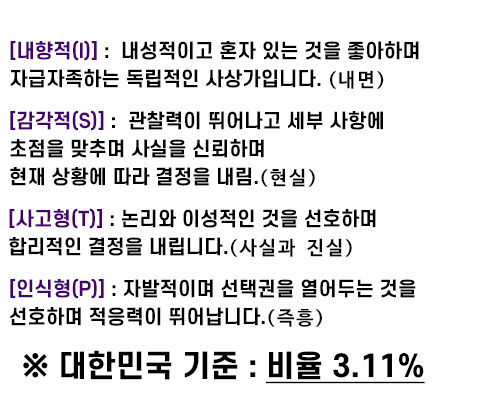 [내향적(I)] : 내성적이고 혼자 있는 것을 좋아하며
자급자족하는 독립적인 사상가입니다. (내면)
[감각적(S)] : 관찰력이 뛰어나고 세부 사항에
초점을 맞추며 사실을 신뢰하며
현재 상황에 따라 결정을 내림.(현실)
[사고형(T)] : 논리와 이성적인 것을 선호하며
합리적인 결정을 내립니다.(사실과 진실)
[인식형(P)] : 자발적이며 선택권을 열어두는 것을
선호하며 적응력이 뛰어납니다.(즉흥)
※ 대한민국 기준 : 비율 3.11%